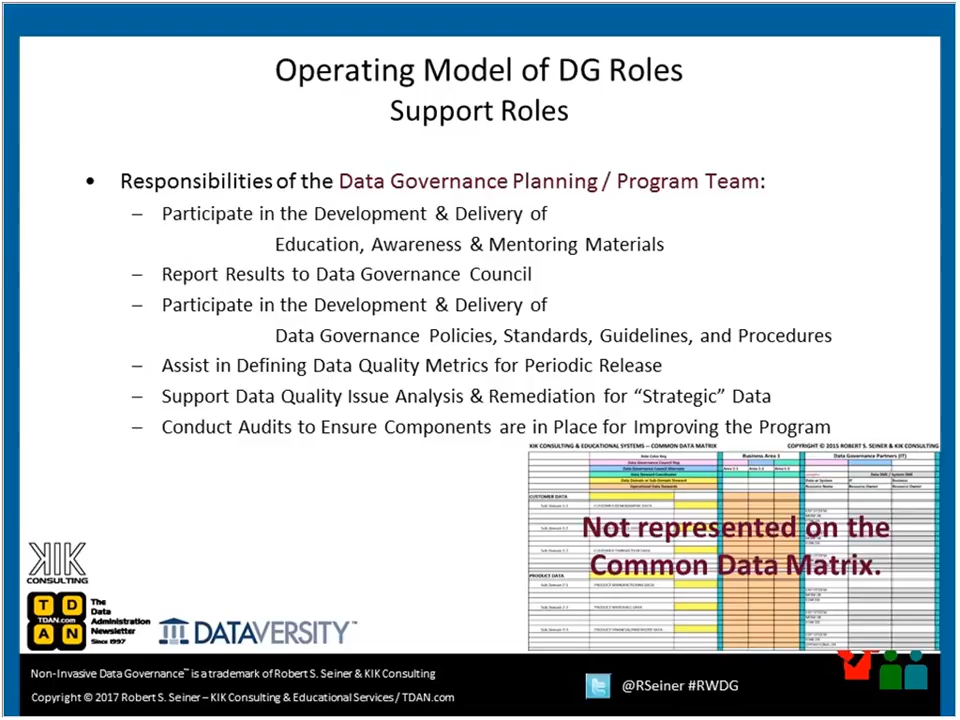 Operating Model of DG Roles
Support Roles
• Responsibilities of the Data Governance Planning / Program Team:
– Participate in the Development & Delivery of
Education, Awareness & Mentoring Materials
– Report Results to Data Governance Council
– Participate in the Development & Delivery of
Data Governance Policies, Standards, Guidelines, and Procedures
– Assist in Defining Data Quality Metrics for Periodic Release
– Support Data Quality Issue Analysis & Remediation for “Strategic” Data
– Conduct Audits to Ensure Components are in Place for Improving the Program
KIK CONSULTING & EDUCATIONAL SYSTEMS – COMMON DATA MATRIX COPYRIGHT © 2015 ROBERT S. SEINER & KIK
Business Area 1 Data Governance Partners (IT)
CUSTOMER DATA
PRODUCT DATA
Not represented on the
Common Data Matrix.
KIK
CONSULTING
T D
TDAN.com
A N
The
Data
Administration
Newsletter
Since 1997
DATAVERSITY™
Non-Invasive Data Governance™ is a trademark of Robert S. Seiner & KIK Consulting
Copyright © 2017 Robert S. Seiner – KIK Consulting & Educational Services / TDAN.com
@RSeiner #RWDG